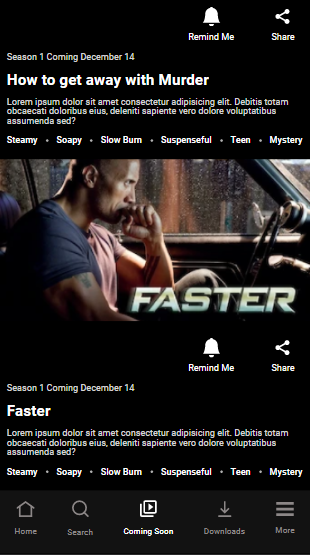 Remind Me Share
Season 1 Coming December 14
How to get away with Murder
Lorem ipsum dolor sit amet consectetur adipisicing elit. Debitis totam
obcaecati doloribus eius, deleniti sapiente vero dolore voluptatibus
assumenda sed?
Steamy • Soapy • Slow Burn • Suspenseful • Teen • Mystery
FASTER
Remind Me Share
Season 1 Coming December 14
Faster
Lorem ipsum dolor sit amet consectetur adipisicing elit. Debitis totam
obcaecati doloribus eius, deleniti sapiente vero dolore voluptatibus
assumenda sed?
Steamy • Soapy • Slow Burn • Suspenseful • Teen • Mystery
Home Search Coming Soon Downloads More